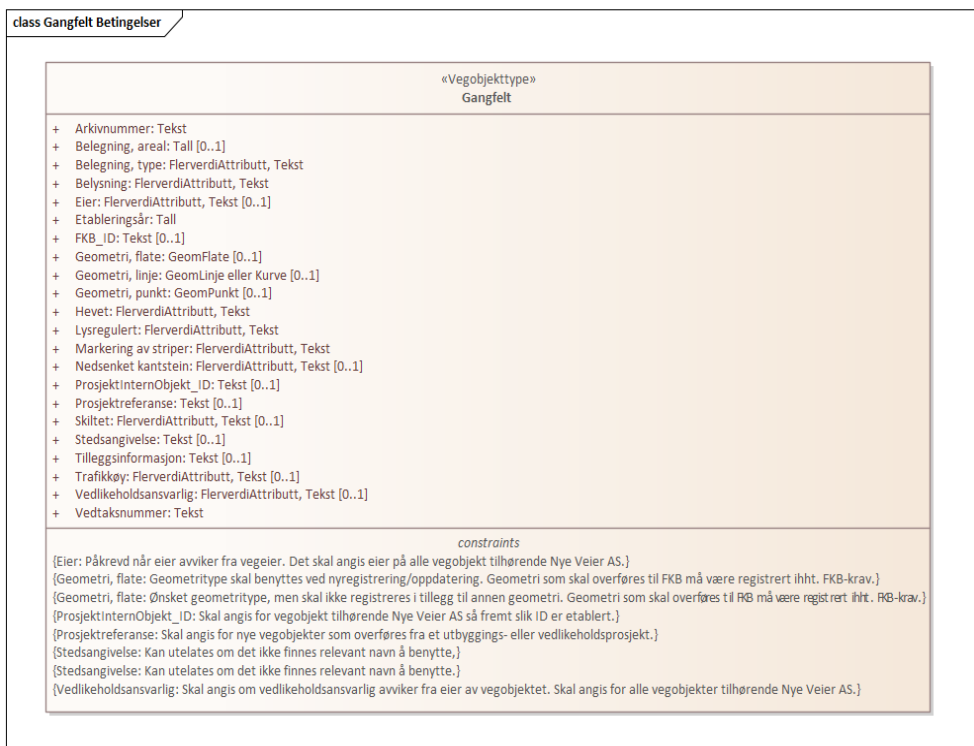 class Gangfelt Betingelser
«Vegobjekttype»
Gangfelt
+ Arkivnummer: Tekst
+ Belegning, areal: Tall [0..1]
+ Belegning, type: FlerverdiAttributt, Tekst
+ Belysning: FlerverdiAttributt, Tekst
+ Eier: FlerverdiAttributt, Tekst [0..1]
+ Etableringsår: Tall
+ FKB_ID: Tekst [0..1]
+ Geometri, flate: GeomFlate [0..1]
+ Geometri, linje: GeomLinje eller Kurve [0..1]
+ Geometri, punkt: GeomPunkt [0..1]
+ Hevet: FlerverdiAttributt, Tekst
+ Lysregulert: FlerverdiAttributt, Tekst
+ Markering av striper: FlerverdiAttributt, Tekst
+ Nedsenket kantstein: FlerverdiAttributt, Tekst [0..1]
+ ProsjektInternObjekt_ID: Tekst [0..1]
+ Prosjektreferanse: Tekst [0..1]
+ Skiltet: FlerverdiAttributt, Tekst [0..1]
+ Stedsangivelse: Tekst [0..1]
+ Tilleggsinformasjon: Tekst [0..1]
+ Trafikkøy: FlerverdiAttributt, Tekst [0..1]
+ Vedlikeholdsansvarlig: FlerverdiAttributt, Tekst [0..1]
+ Vedtaksnummer: Tekst
constraints
{Eier: Påkrevd når eier avviker fra vegeier. Det skal angis eier på alle vegobjekt tilhørende Nye Veier AS.}
{Geometri, flate: Geometritype skal benyttes ved nyregistrering/oppdatering. Geometri som skal overføres til FKB må være registrert ihht. FKB-krav.}
{Geometri, flate: Ønsket geometritype, men skal ikke registreres i tillegg til annen geometri. Geometri som skal overføres til FKB må være registrert ihht. FKB-krav.}
{ProsjektInternObjekt_ID: Skal angis for vegobjekt tilhørende Nye Veier AS så fremt slik ID er etablert.}
{Prosjektreferanse: Skal angis for nye vegobjekter som overføres fra et utbyggings- eller vedlikeholdsprosjekt.}
{Stedsangivelse: Kan utelates om det ikke finnes relevant navn å benytte,}
{Stedsangivelse: Kan utelates om det ikke finnes relevant navn å benytte.}
{Vedlikeholdsansvarlig: Skal angis om vedlikeholdsansvarlig avviker fra eier av vegobjektet. Skal angis for alle vegobjekter tilhørende Nye Veier AS.}